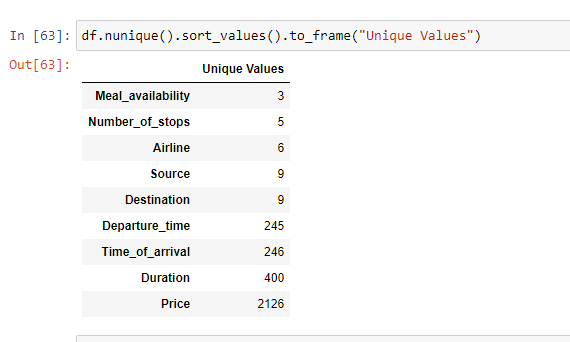 In [63]: df.nunique().sort_values().to_frame("Unique Values")
Out[63]:
Unique Values
Meal_availability 3
Number_of_stops 5
Airline 6
Source 9
Destination 9
Departure_time 245
Time_of_arrival 246
Duration 400
Price 2126